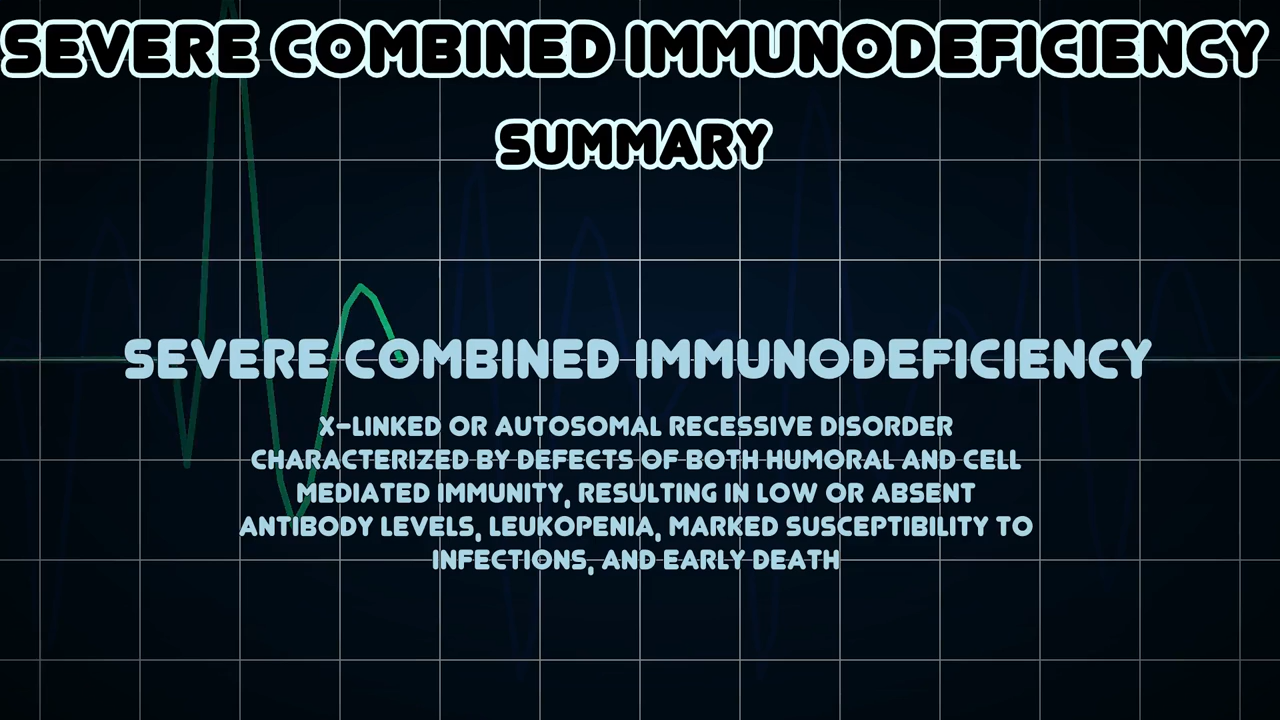 SEVERE COMBINED IMMUNODEFICIENCY
SUMMARY
SEVERE COMBINED IMMUNODEFICIENCY
X-LINKED OR AUTOSOMAL RECESSIVE DISORDER
CHARACTERIZED BY DEFECTS OF BOTH HUMORAL AND CELL
MEDIATED IMMUNITY, RESULTING IN LOW OR ABSENT
ANTIBODY LEVELS, LEUKOPENIA, MARKED SUSCEPTIBILITY TO
INFECTIONS, AND EARLY DEATH